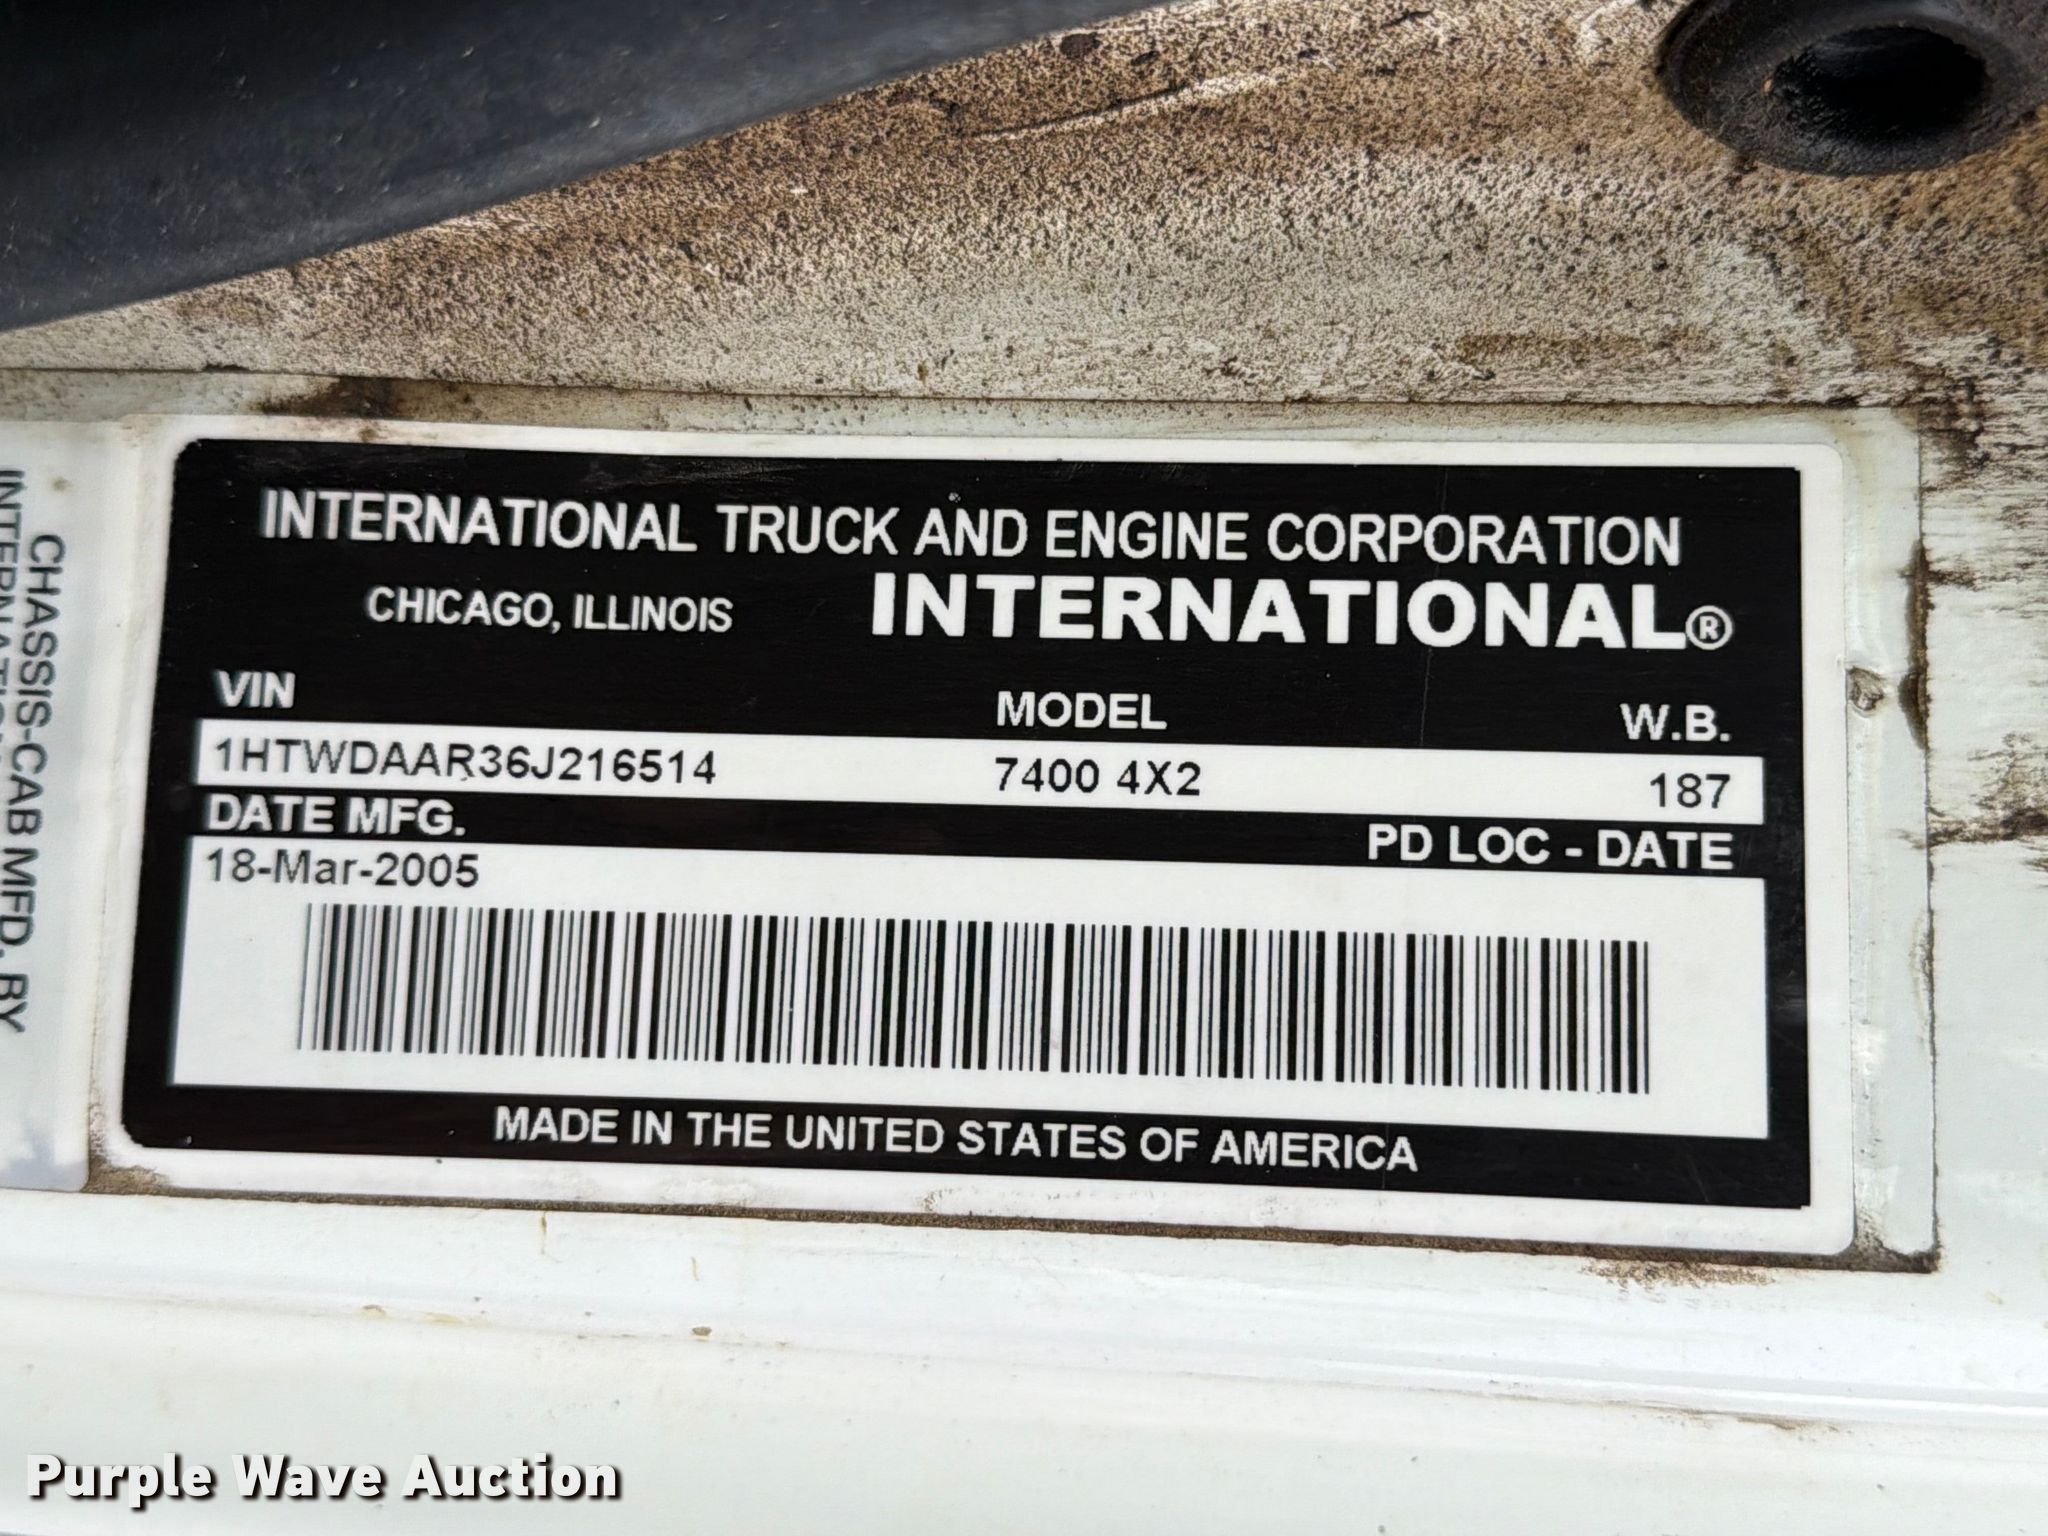 INTERNATIONAL TRUCK AND ENGINE CORPORATION
CHICAGO, ILLINOIS INTERNATIONAL®
VIN MODEL W.B.
1HTWDAAR36J216514 7400 4X2 187
DATE MFG. PD LOC - DATE
18-Mar-2005
MADE IN THE UNITED STATES OF AMERICA
CHASSIS-CAB MFD. BY
Purple Wave Auction